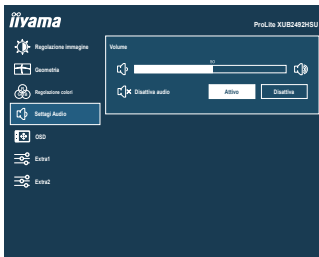 iiyama
ProLite XUB2492HSU
Regolazione immagine
Geometria
Regolazione colori
Settagi Audio
OSD
Extra1
Extra2
Volume
50
Disattiva audio
Attivo
Disattiva